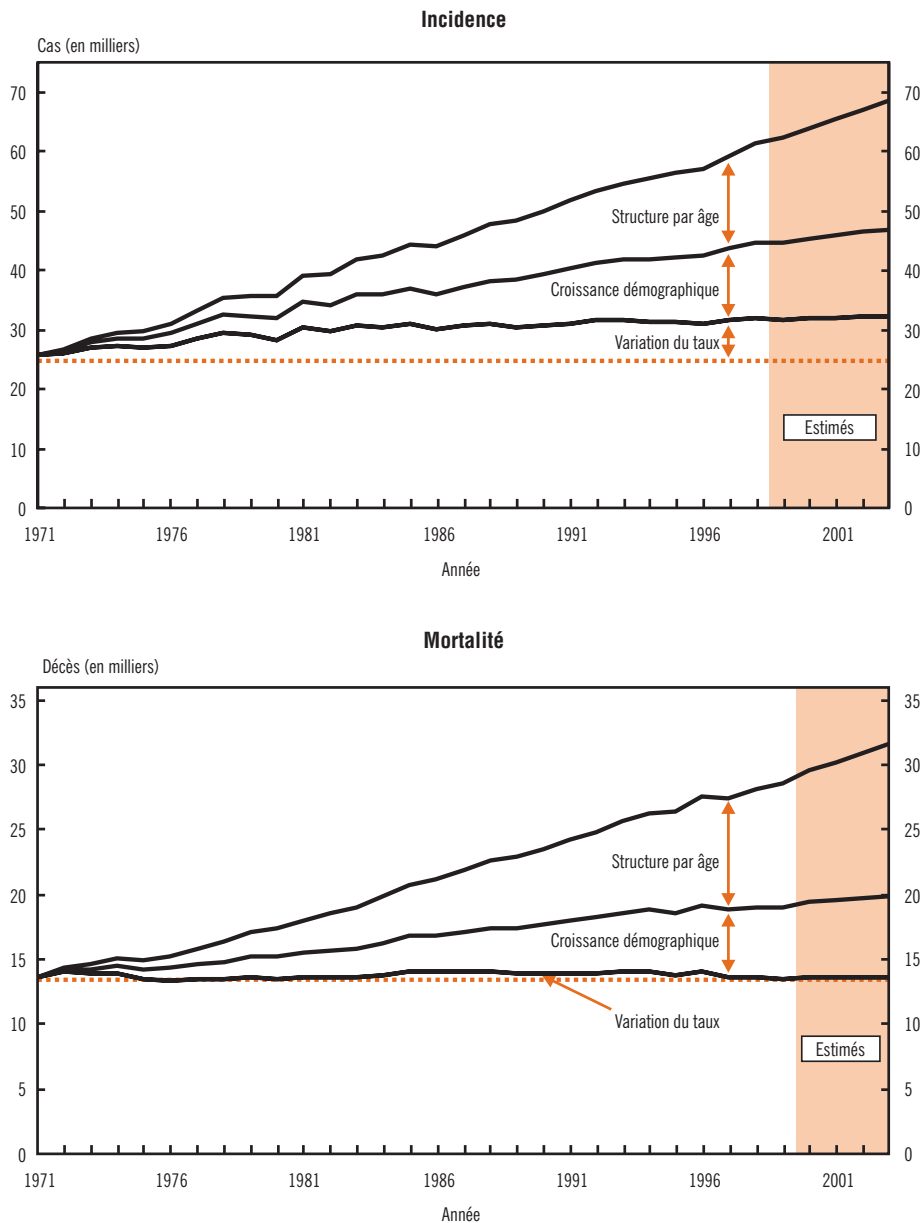 Incidence
Cas (en milliers)
70 70
60 60
50 50
Structure par âge
40 40
Croissance démographique
30 30
Variation du taux
20 20
Estimés
10 10
0 0
1971 1976 1981 1986 1991 1996 2001
Année
Mortalité
Décès (en milliers)
35 35
30 30
25 25
Structure par âge
20 20
Croissance démographique
15 15
10 10
Variation du taux
Estimés
5 5
0 0
1971 1976 1981 1986 1991 1996 2001
Année